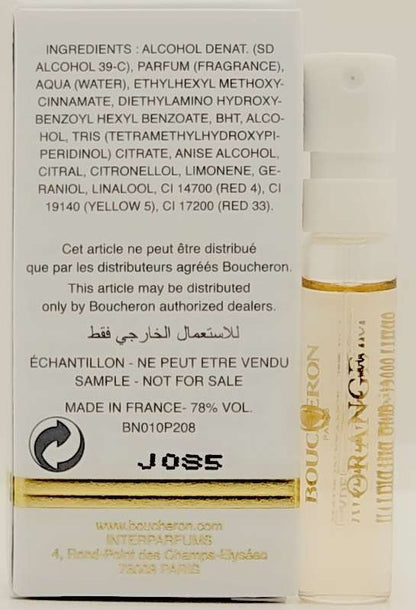 INGREDIENTS : ALCOHOL DENAT. (SD
ALCOHOL 39-C), PARFUM (FRAGRANCE),
AQUA (WATER), ETHYLHEXYL METHOXY-
CINNAMATE, DIETHYLAMINO HYDROXY-
BENZOYL HEXYL BENZOATE, BHT, ALCO-
HOL, TRIS (TETRAMETHYLHYDROXYPI-
PERIDINOL) CITRATE, ANISE ALCOHOL,
CITRAL, CITRONELLOL, LIMONENE, GE-
RANIOL, LINALOOL, CI 14700 (RED 4), CI
19140 (YELLOW 5), CI 17200 (RED 33).
Cet article ne peut être distribué
que par les distributeurs agréés Boucheron.
This article may be distributed
only by Boucheron authorized dealers.
للاستعمال الخارجي فقط
ÉCHANTILLON - NE PEUT ETRE VENDU
SAMPLE - NOT FOR SALE
MADE IN FRANCE- 78% VOL.
BN010P208
J085
www.boucheron.com
INTERPARFUMS
4, Rond-Point des Champs-Elysées
75008 PARIS
BOUCHERON